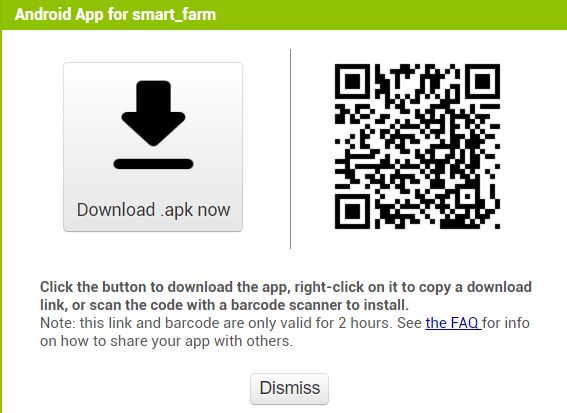 Android App for smart_farm
Download .apk now
Click the button to download the app, right-click on it to copy a download
link, or scan the code with a barcode scanner to install.
Note: this link and barcode are only valid for 2 hours. See the FAQ for info
on how to share your app with others.
Dismiss